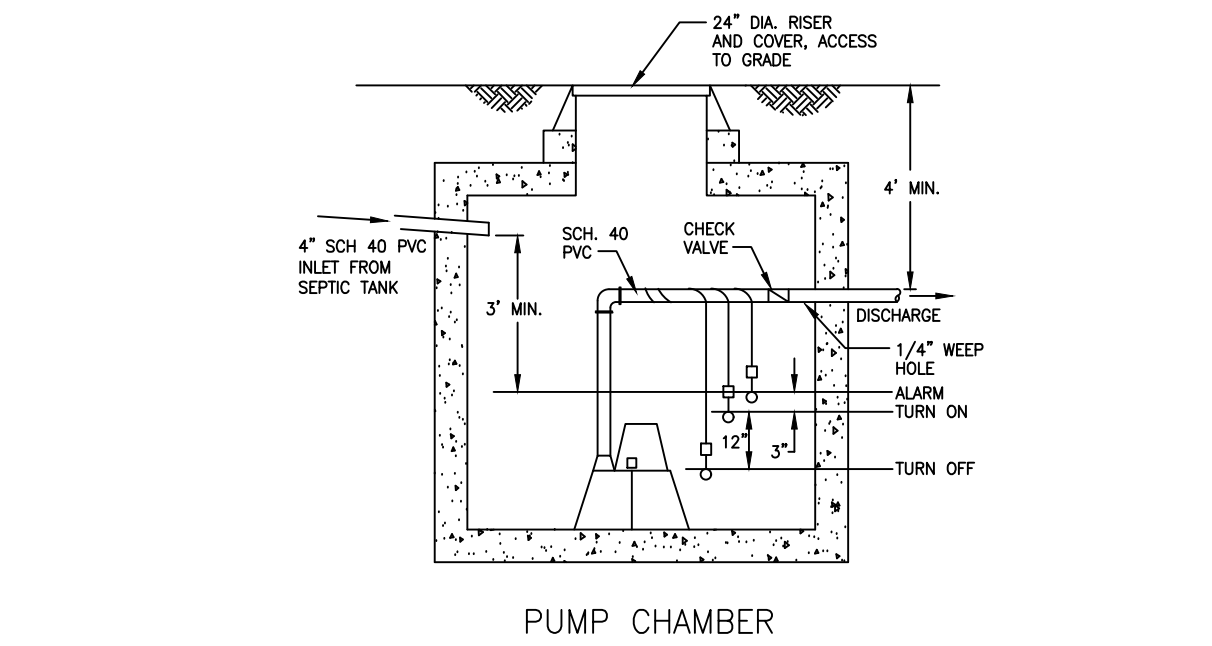 24" DIA. RISER
AND COVER, ACCESS
TO GRADE
4' MIN.
4" SCH 40 PVC
INLET FROM
SEPTIC TANK
SCH. 40
PVC
CHECK
VALVE
3' MIN.
DISCHARGE
1/4" WEEP
HOLE
ALARM
TURN ON
12"
3"
TURN OFF
PUMP CHAMBER